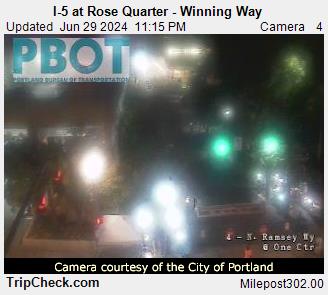 I-5 at Rose Quarter - Winning Way
Updated Jun 29 2024 11:15 PM Camera 4
PBOT
PORTLAND BUREAU OF TRANSPORTATION
4 - N. Ramsey Wy
@ One Ctr
Camera courtesy of the City of Portland
TripCheck.com Milepost302.00